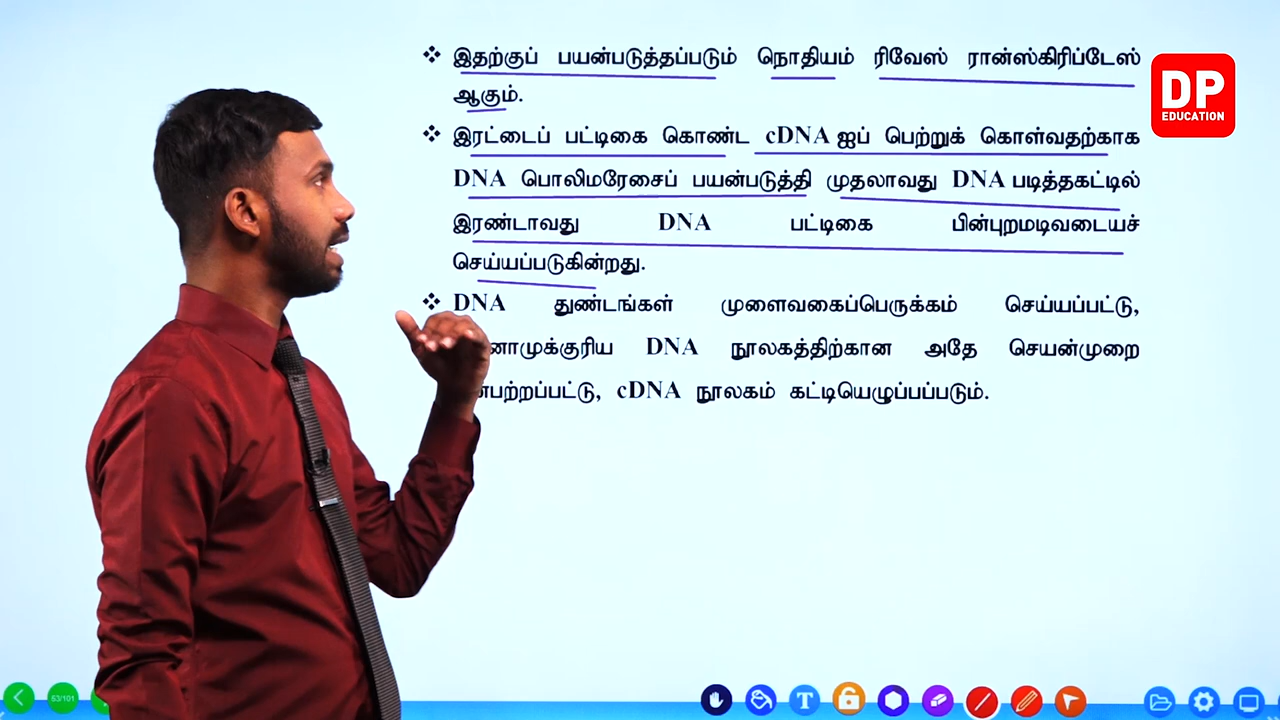 ❖ இதற்குப் பயன்படுத்தப்படும் நொதியம் ரிவேஸ் ரான்ஸ்கிரிப்டேஸ்
ஆகும்.
❖ இரட்டைப் பட்டிகை கொண்ட cDNA ஐப் பெற்றுக் கொள்வதற்காக
DNA பொலிமரேசைப் பயன்படுத்தி முதலாவது DNA படித்தகட்டில்
இரண்டாவது DNA பட்டிகை பின்புறமடிவடையச்
செய்யப்படுகின்றது.
❖ DNA துண்டங்கள் முளைவகைப்பெருக்கம் செய்யப்பட்டு,
DNA நூலகத்திற்கான அதே செயன்முறை
cDNA நூலகம் கட்டியெழுப்பப்படும்.
DP
EDUCATION
53/101
T